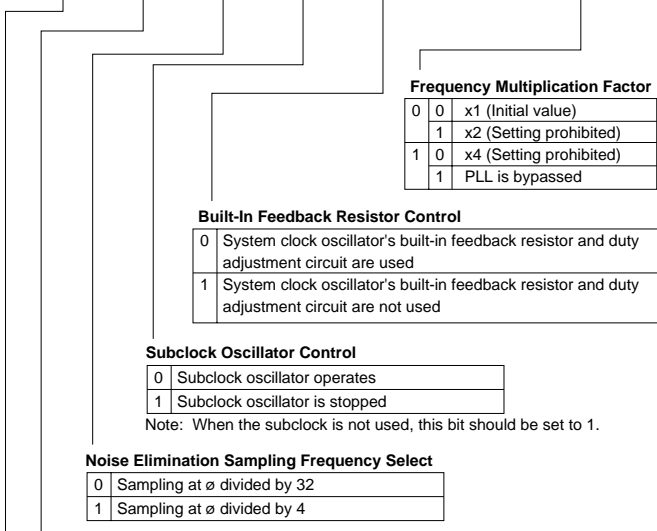 Frequency Multiplication Factor
0 0 x1 (Initial value)
1 x2 (Setting prohibited)
1 0 x4 (Setting prohibited)
1 PLL is bypassed
Built-In Feedback Resistor Control
0 System clock oscillator's built-in feedback resistor and duty
adjustment circuit are used
1 System clock oscillator's built-in feedback resistor and duty
adjustment circuit are not used
Subclock Oscillator Control
0 Subclock oscillator operates
1 Subclock oscillator is stopped
Note: When the subclock is not used, this bit should be set to 1.
Noise Elimination Sampling Frequency Select
0 Sampling at ø divided by 32
1 Sampling at ø divided by 4